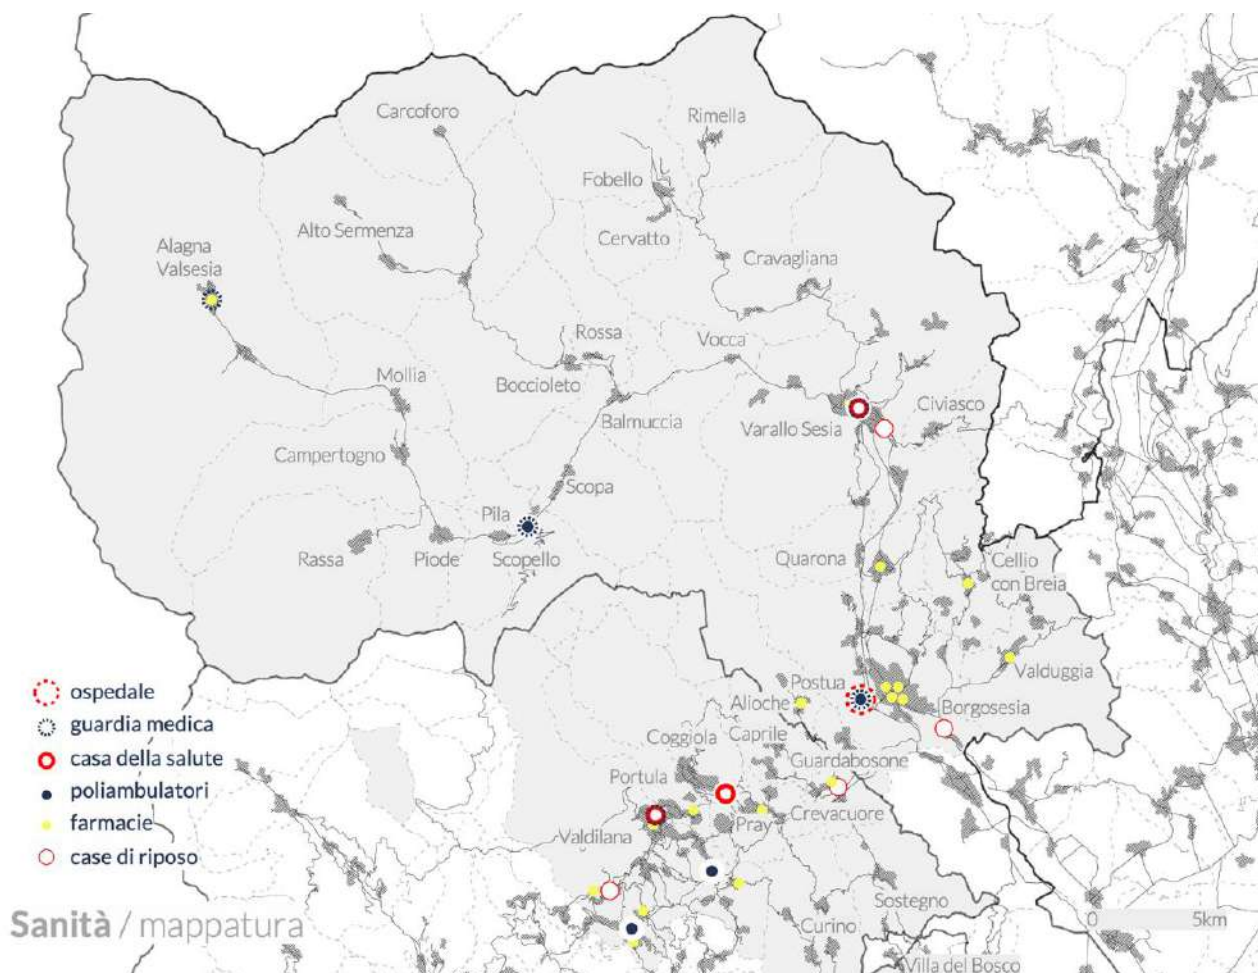 Carcoforo
Rimella
Fobello
Alto Sermenza
Cervatto
Alagna
Valsesia
Cravagliana
Rossa
Vocca
Mollia
Boccioleto
Civiasco
Balmuccia
Varallo Sesia
Campertogno
Scopa
Pila
Rassa
Piode
Scopello
Quarona
Cellio
con Breia
Valduggia
Postua
Alioche
Borgosesia
Caprile
Coggiola
Guardabosone
Portula
Crevacuore
Pray
Valdilana
Sostegno
Curino
Villa del Bosco
ospedale
guardia medica
casa della salute
poliambulatori
farmacie
case di riposo
Sanità / mappatura
0 5km